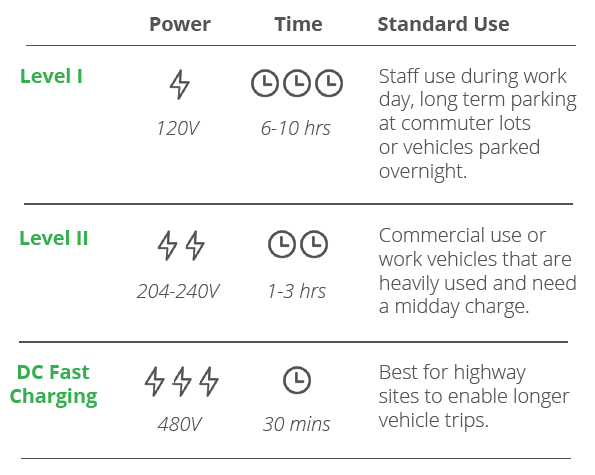 Power Time Standard Use
Level I
120V
6-10 hrs
Staff use during work
day, long term parking
at commuter lots
or vehicles parked
overnight.
Level II
204-240V
1-3 hrs
Commercial use or
work vehicles that are
heavily used and need
a midday charge.
DC Fast
Charging
480V
30 mins
Best for highway
sites to enable longer
vehicle trips.